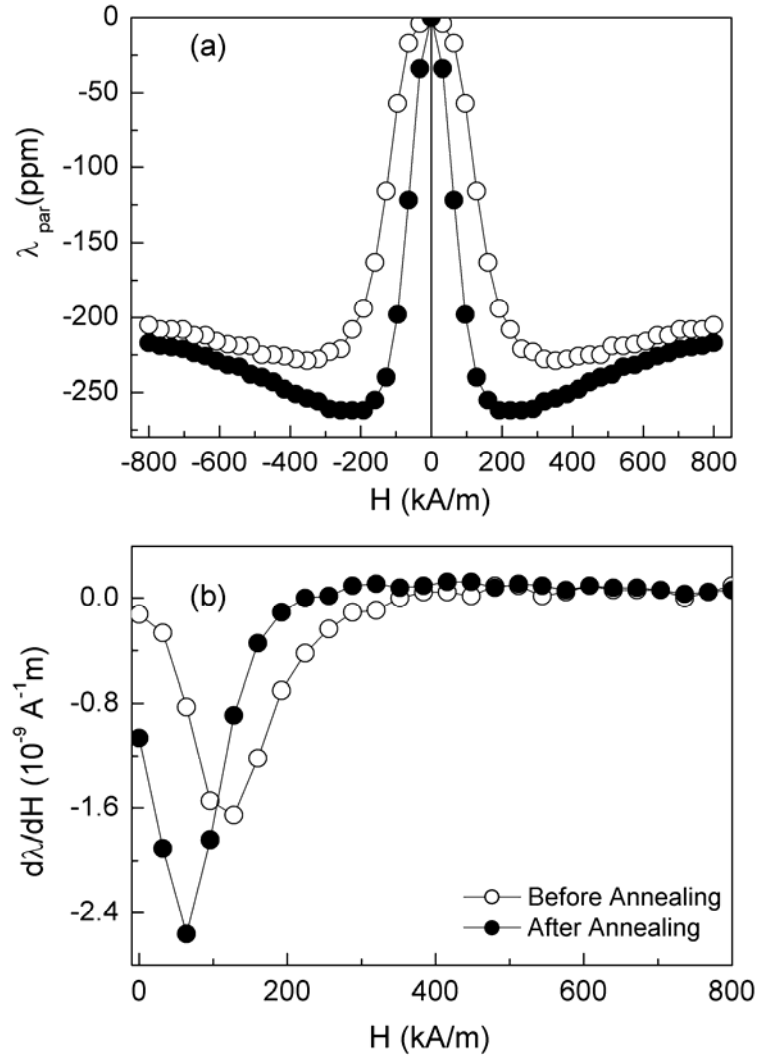 (a)
λ par(ppm)
0
-50
-100
-150
-200
-250
-800 -600 -400 -200 0 200 400 600 800
H (kA/m)
(b)
dλ/dH (10⁻⁹ A⁻¹m)
0.0
-0.8
-1.6
-2.4
Before Annealing
After Annealing
0 200 400 600 800
H (kA/m)